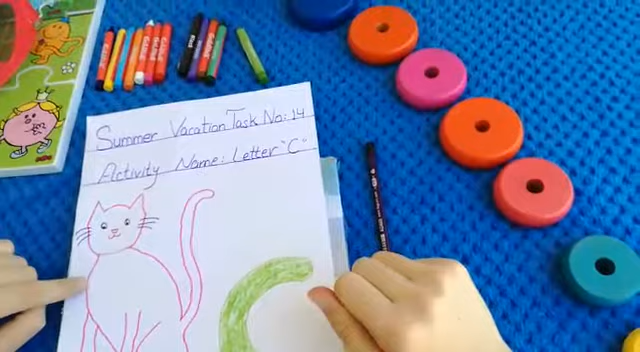 Summer Vacation Task No: 14
Activity Name: Letter "C"